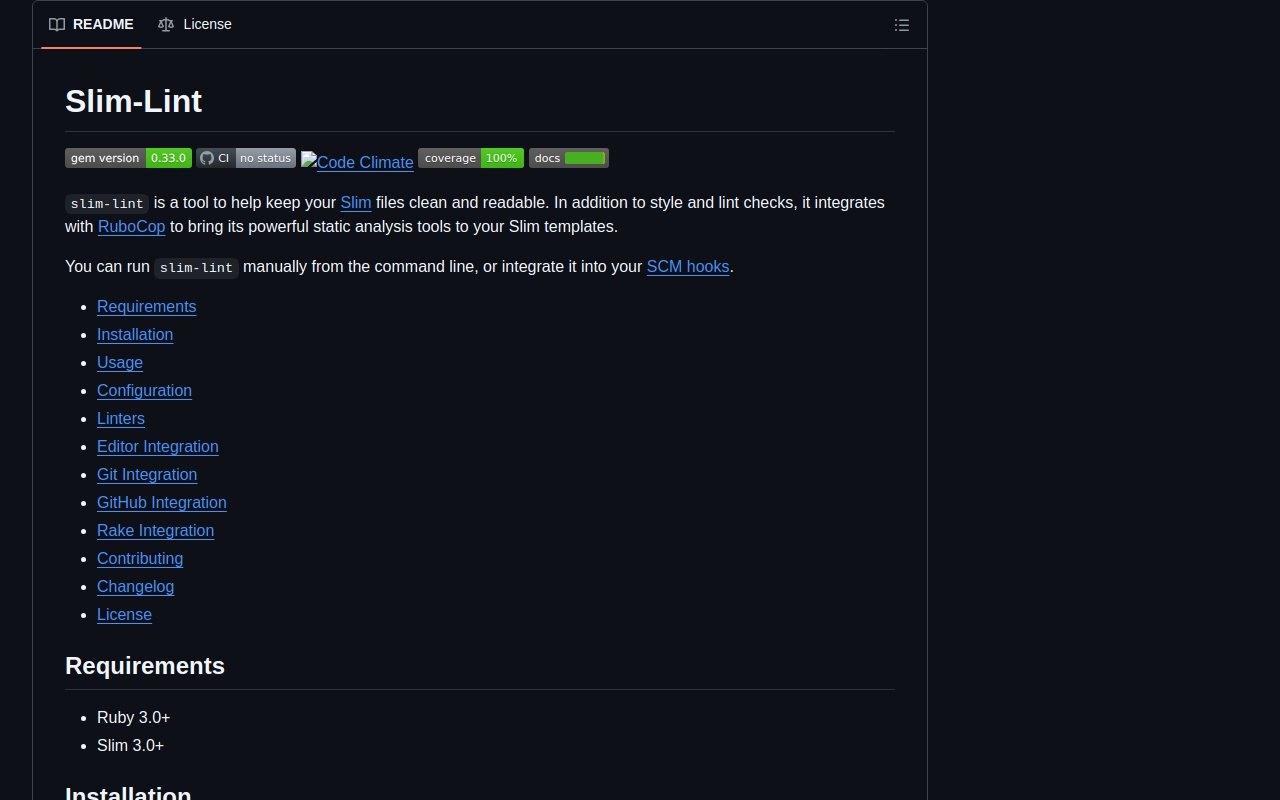 README License
Slim-Lint
gem version 0.33.0 CI no status Code Climate coverage 100% docs
slim-lint is a tool to help keep your Slim files clean and readable. In addition to style and lint checks, it integrates
with RuboCop to bring its powerful static analysis tools to your Slim templates.
You can run slim-lint manually from the command line, or integrate it into your SCM hooks.
Requirements
Installation
Usage
Configuration
Linters
Editor Integration
Git Integration
GitHub Integration
Rake Integration
Contributing
Changelog
License
Requirements
Ruby 3.0+
Slim 3.0+
Installation